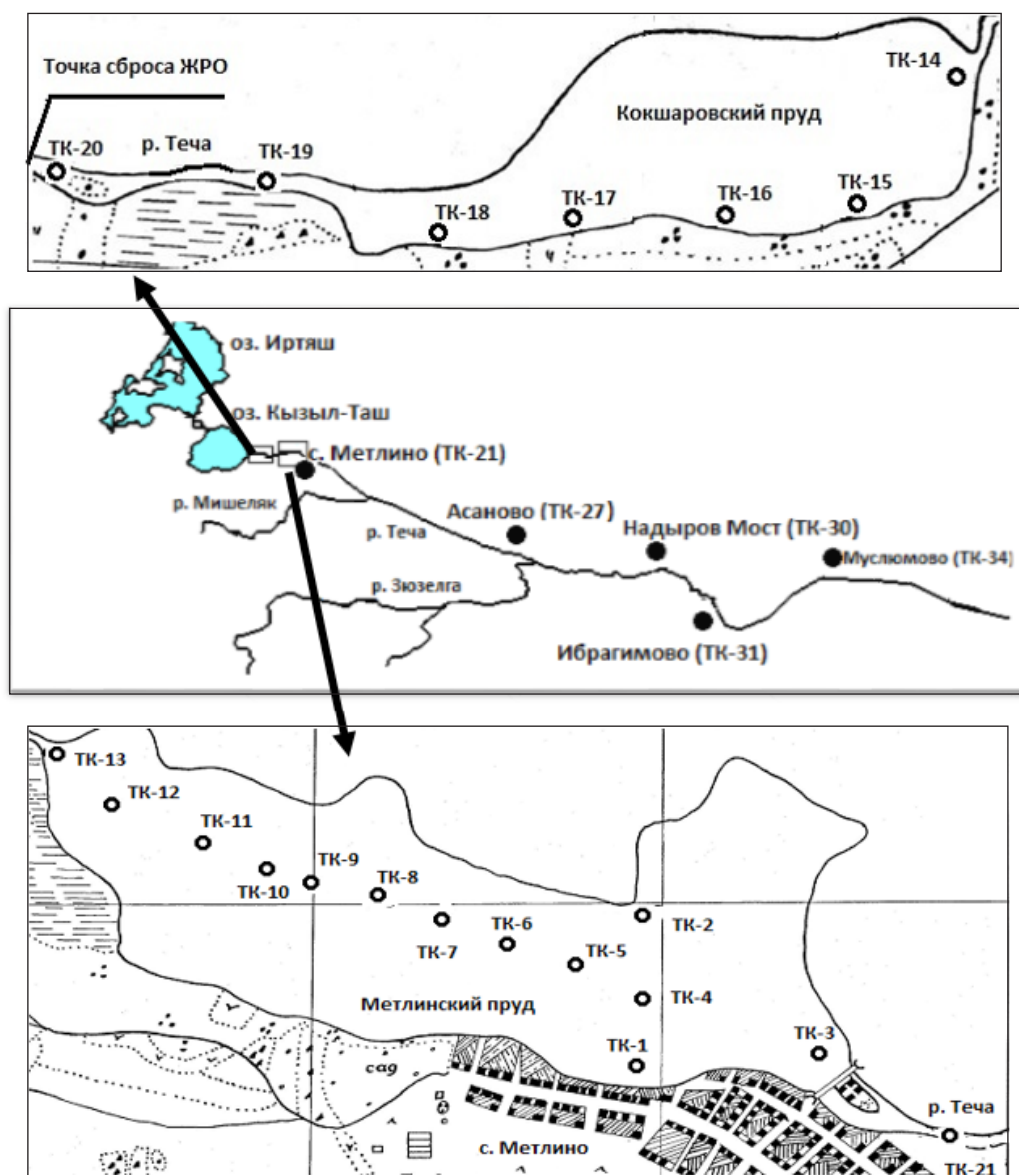 Точка сброса ЖРО
ТК-14
Кокшаровский пруд
ТК-20
р. Теча
ТК-19
ТК-18
ТК-17
ТК-16
ТК-15
оз. Иртяш
оз. Кызыл-Таш
с. Метлино (ТК-21)
р. Мишеляк
р. Теча
Асаново (ТК-27)
Надыров Мост (ТК-30)
Муслюмово (ТК-34)
р. Зюзелга
Ибрагимово (ТК-31)
ТК-13
ТК-12
ТК-11
ТК-10
ТК-9
ТК-8
ТК-7
ТК-6
ТК-5
ТК-2
ТК-4
Метлинский пруд
ТК-1
ТК-3
сад
р. Теча
с. Метлино
ТК-21